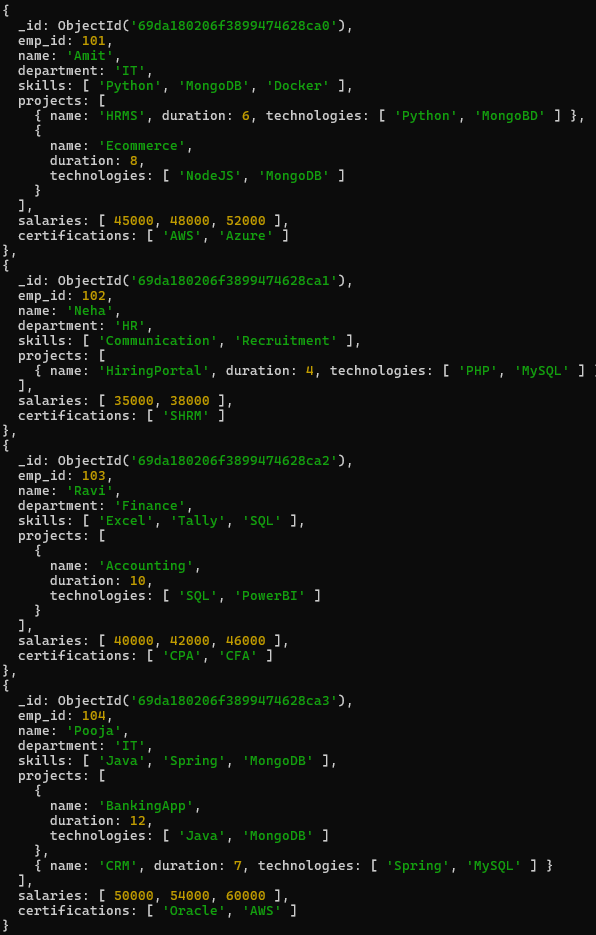 {
  _id: ObjectId('69da180206f3899474628ca0'),
  emp_id: 101,
  name: 'Amit',
  department: 'IT',
  skills: [ 'Python', 'MongoDB', 'Docker' ],
  projects: [
    { name: 'HRMS', duration: 6, technologies: [ 'Python', 'MongoBD' ] },
    {
      name: 'Ecommerce',
      duration: 8,
      technologies: [ 'NodeJS', 'MongoDB' ]
    }
  ],
  salaries: [ 45000, 48000, 52000 ],
  certifications: [ 'AWS', 'Azure' ]
},
{
  _id: ObjectId('69da180206f3899474628ca1'),
  emp_id: 102,
  name: 'Neha',
  department: 'HR',
  skills: [ 'Communication', 'Recruitment' ],
  projects: [
    { name: 'HiringPortal', duration: 4, technologies: [ 'PHP', 'MySQL' ] }
  ],
  salaries: [ 35000, 38000 ],
  certifications: [ 'SHRM' ]
},
{
  _id: ObjectId('69da180206f3899474628ca2'),
  emp_id: 103,
  name: 'Ravi',
  department: 'Finance',
  skills: [ 'Excel', 'Tally', 'SQL' ],
  projects: [
    {
      name: 'Accounting',
      duration: 10,
      technologies: [ 'SQL', 'PowerBI' ]
    }
  ],
  salaries: [ 40000, 42000, 46000 ],
  certifications: [ 'CPA', 'CFA' ]
},
{
  _id: ObjectId('69da180206f3899474628ca3'),
  emp_id: 104,
  name: 'Pooja',
  department: 'IT',
  skills: [ 'Java', 'Spring', 'MongoDB' ],
  projects: [
    {
      name: 'BankingApp',
      duration: 12,
      technologies: [ 'Java', 'MongoDB' ]
    },
    { name: 'CRM', duration: 7, technologies: [ 'Spring', 'MySQL' ] }
  ],
  salaries: [ 50000, 54000, 60000 ],
  certifications: [ 'Oracle', 'AWS' ]
}